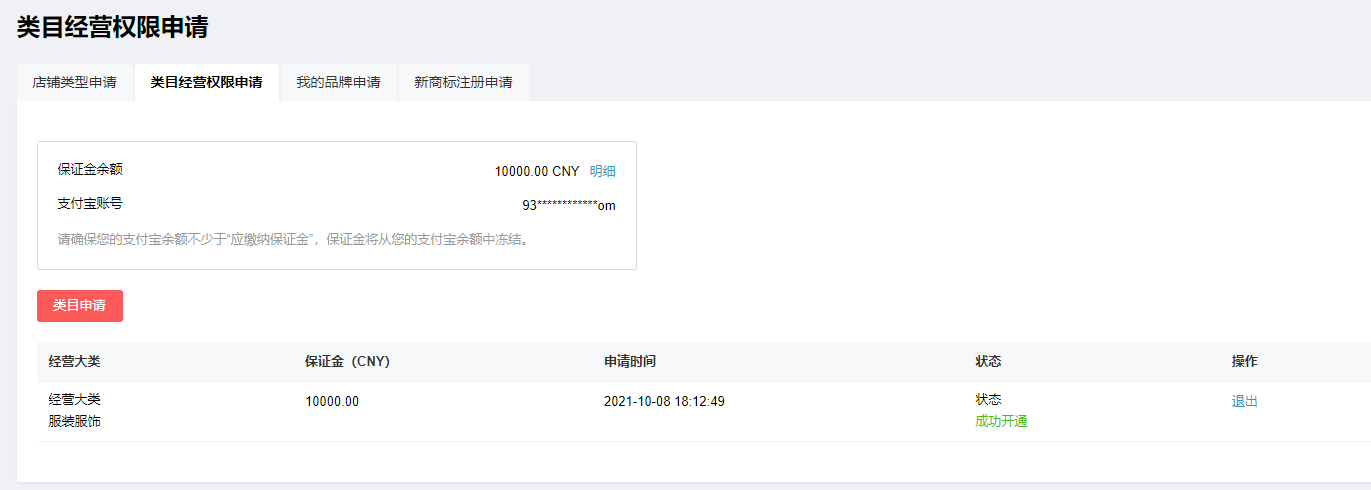 类目经营权限申请
店铺类型申请 类目经营权限申请 我的品牌申请 新商标注册申请
保证金余额 10000.00 CNY 明细
支付宝账号 93************om
请确保您的支付宝余额不少于“应缴纳保证金”，保证金将从您的支付宝余额中冻结。
类目申请
经营大类 保证金（CNY） 申请时间 状态 操作
经营大类 10000.00 2021-10-08 18:12:49 状态 退出
服装服饰 成功开通